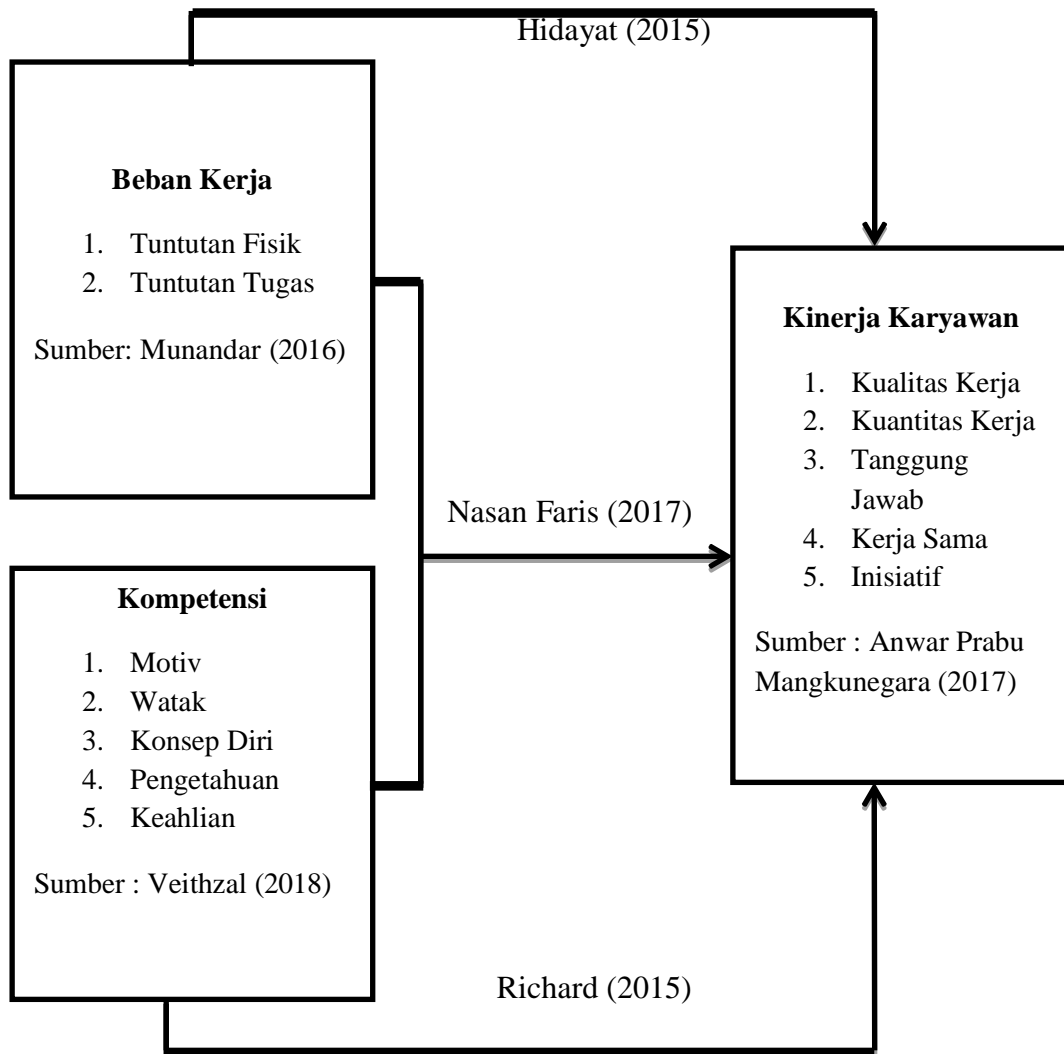 Hidayat (2015)
Beban Kerja
1. Tuntutan Fisik
2. Tuntutan Tugas
Sumber: Munandar (2016)
Nasan Faris (2017)
Kompetensi
1. Motiv
2. Watak
3. Konsep Diri
4. Pengetahuan
5. Keahlian
Sumber : Veithzal (2018)
Richard (2015)
Kinerja Karyawan
1. Kualitas Kerja
2. Kuantitas Kerja
3. Tanggung
Jawab
4. Kerja Sama
5. Inisiatif
Sumber : Anwar Prabu
Mangkunegara (2017)